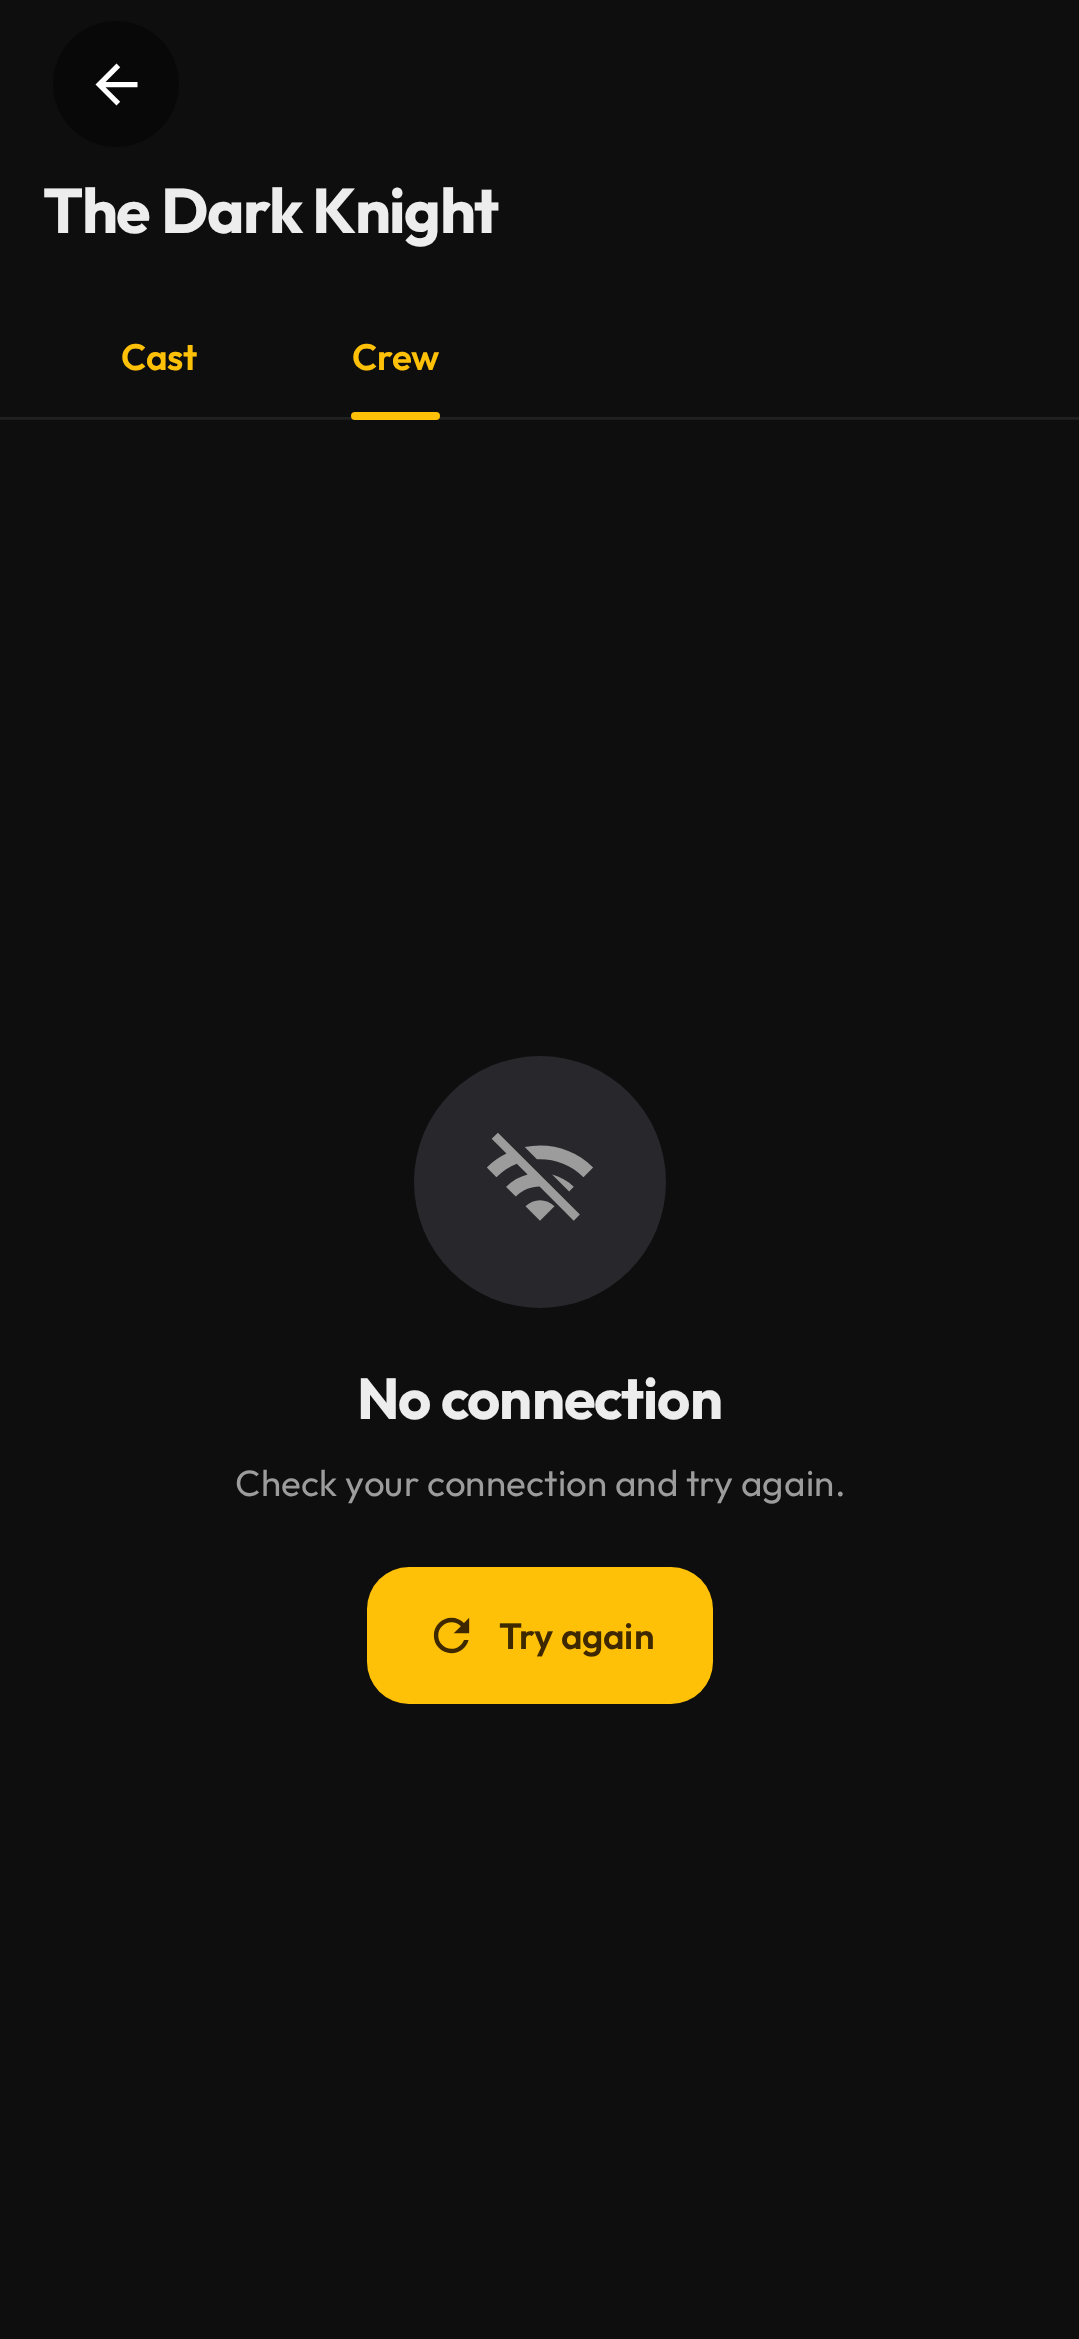 The Dark Knight
Cast
Crew
No connection
Check your connection and try again.
Try again